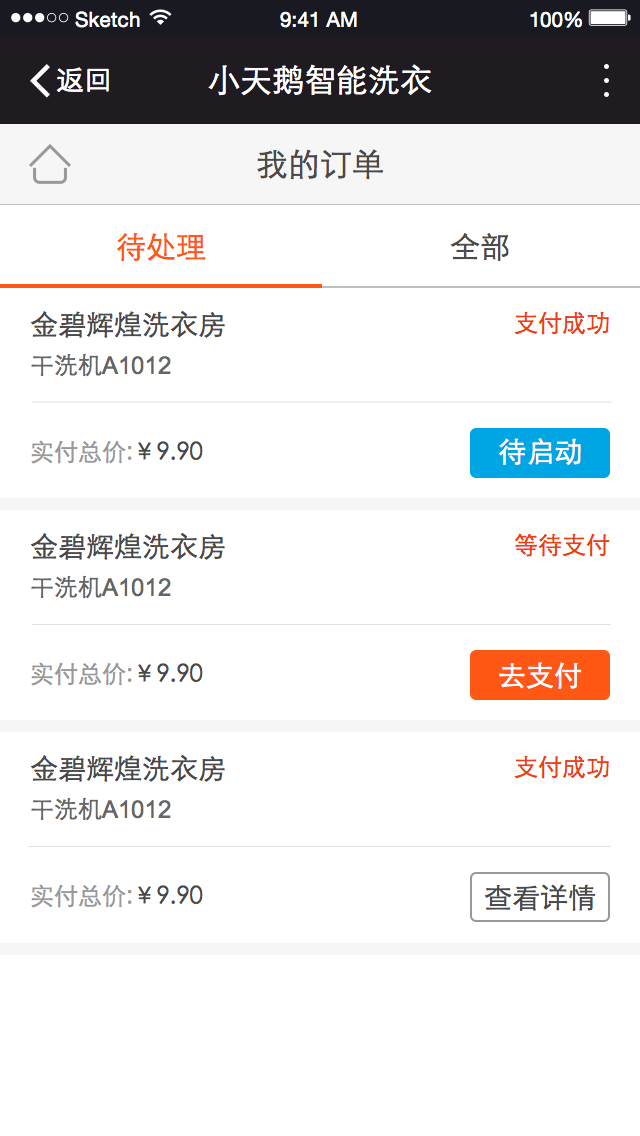 Sketch 9:41 AM 100%
返回 小天鹅智能洗衣
我的订单
待处理 全部
金碧辉煌洗衣房 支付成功
干洗机A1012
实付总价:￥9.90 待启动
金碧辉煌洗衣房 等待支付
干洗机A1012
实付总价:￥9.90 去支付
金碧辉煌洗衣房 支付成功
干洗机A1012
实付总价:￥9.90 查看详情